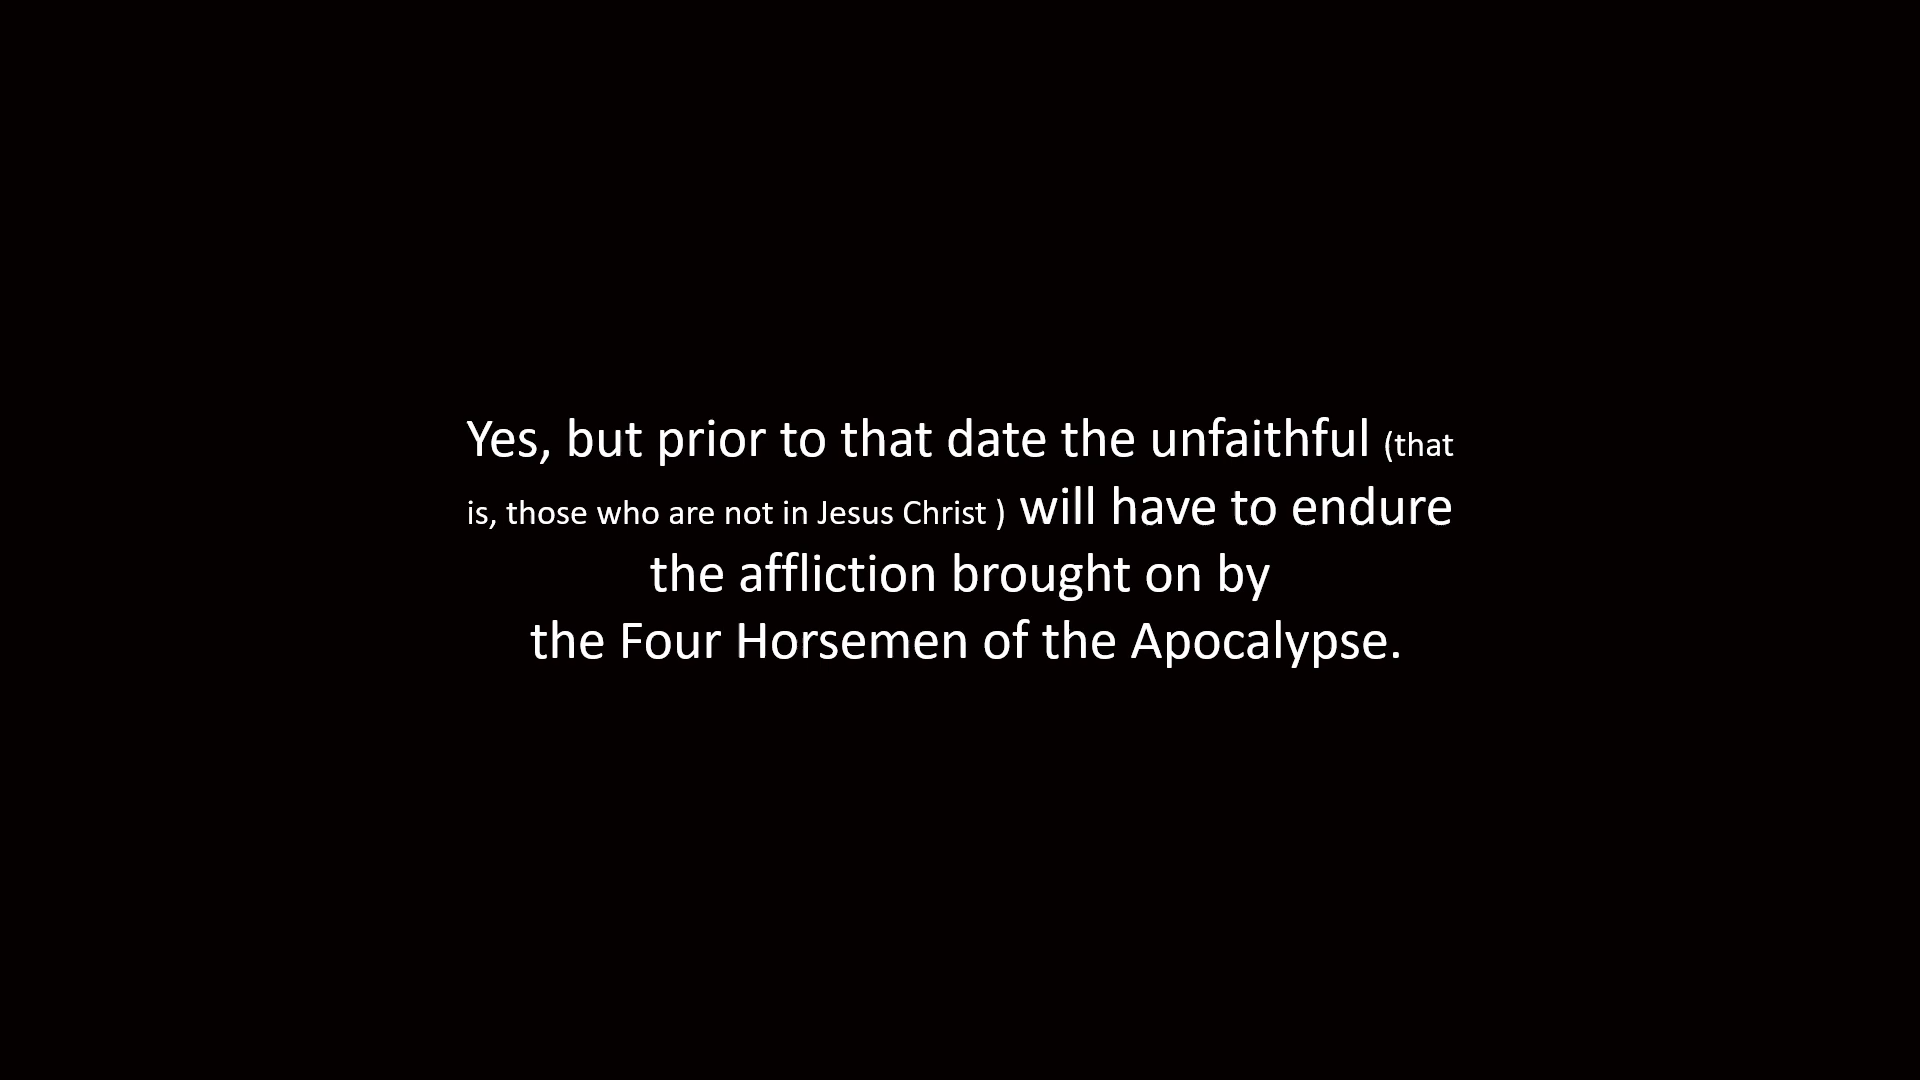 Yes, but prior to that date the unfaithful (that
is, those who are not in Jesus Christ ) will have to endure
the affliction brought on by
the Four Horsemen of the Apocalypse.